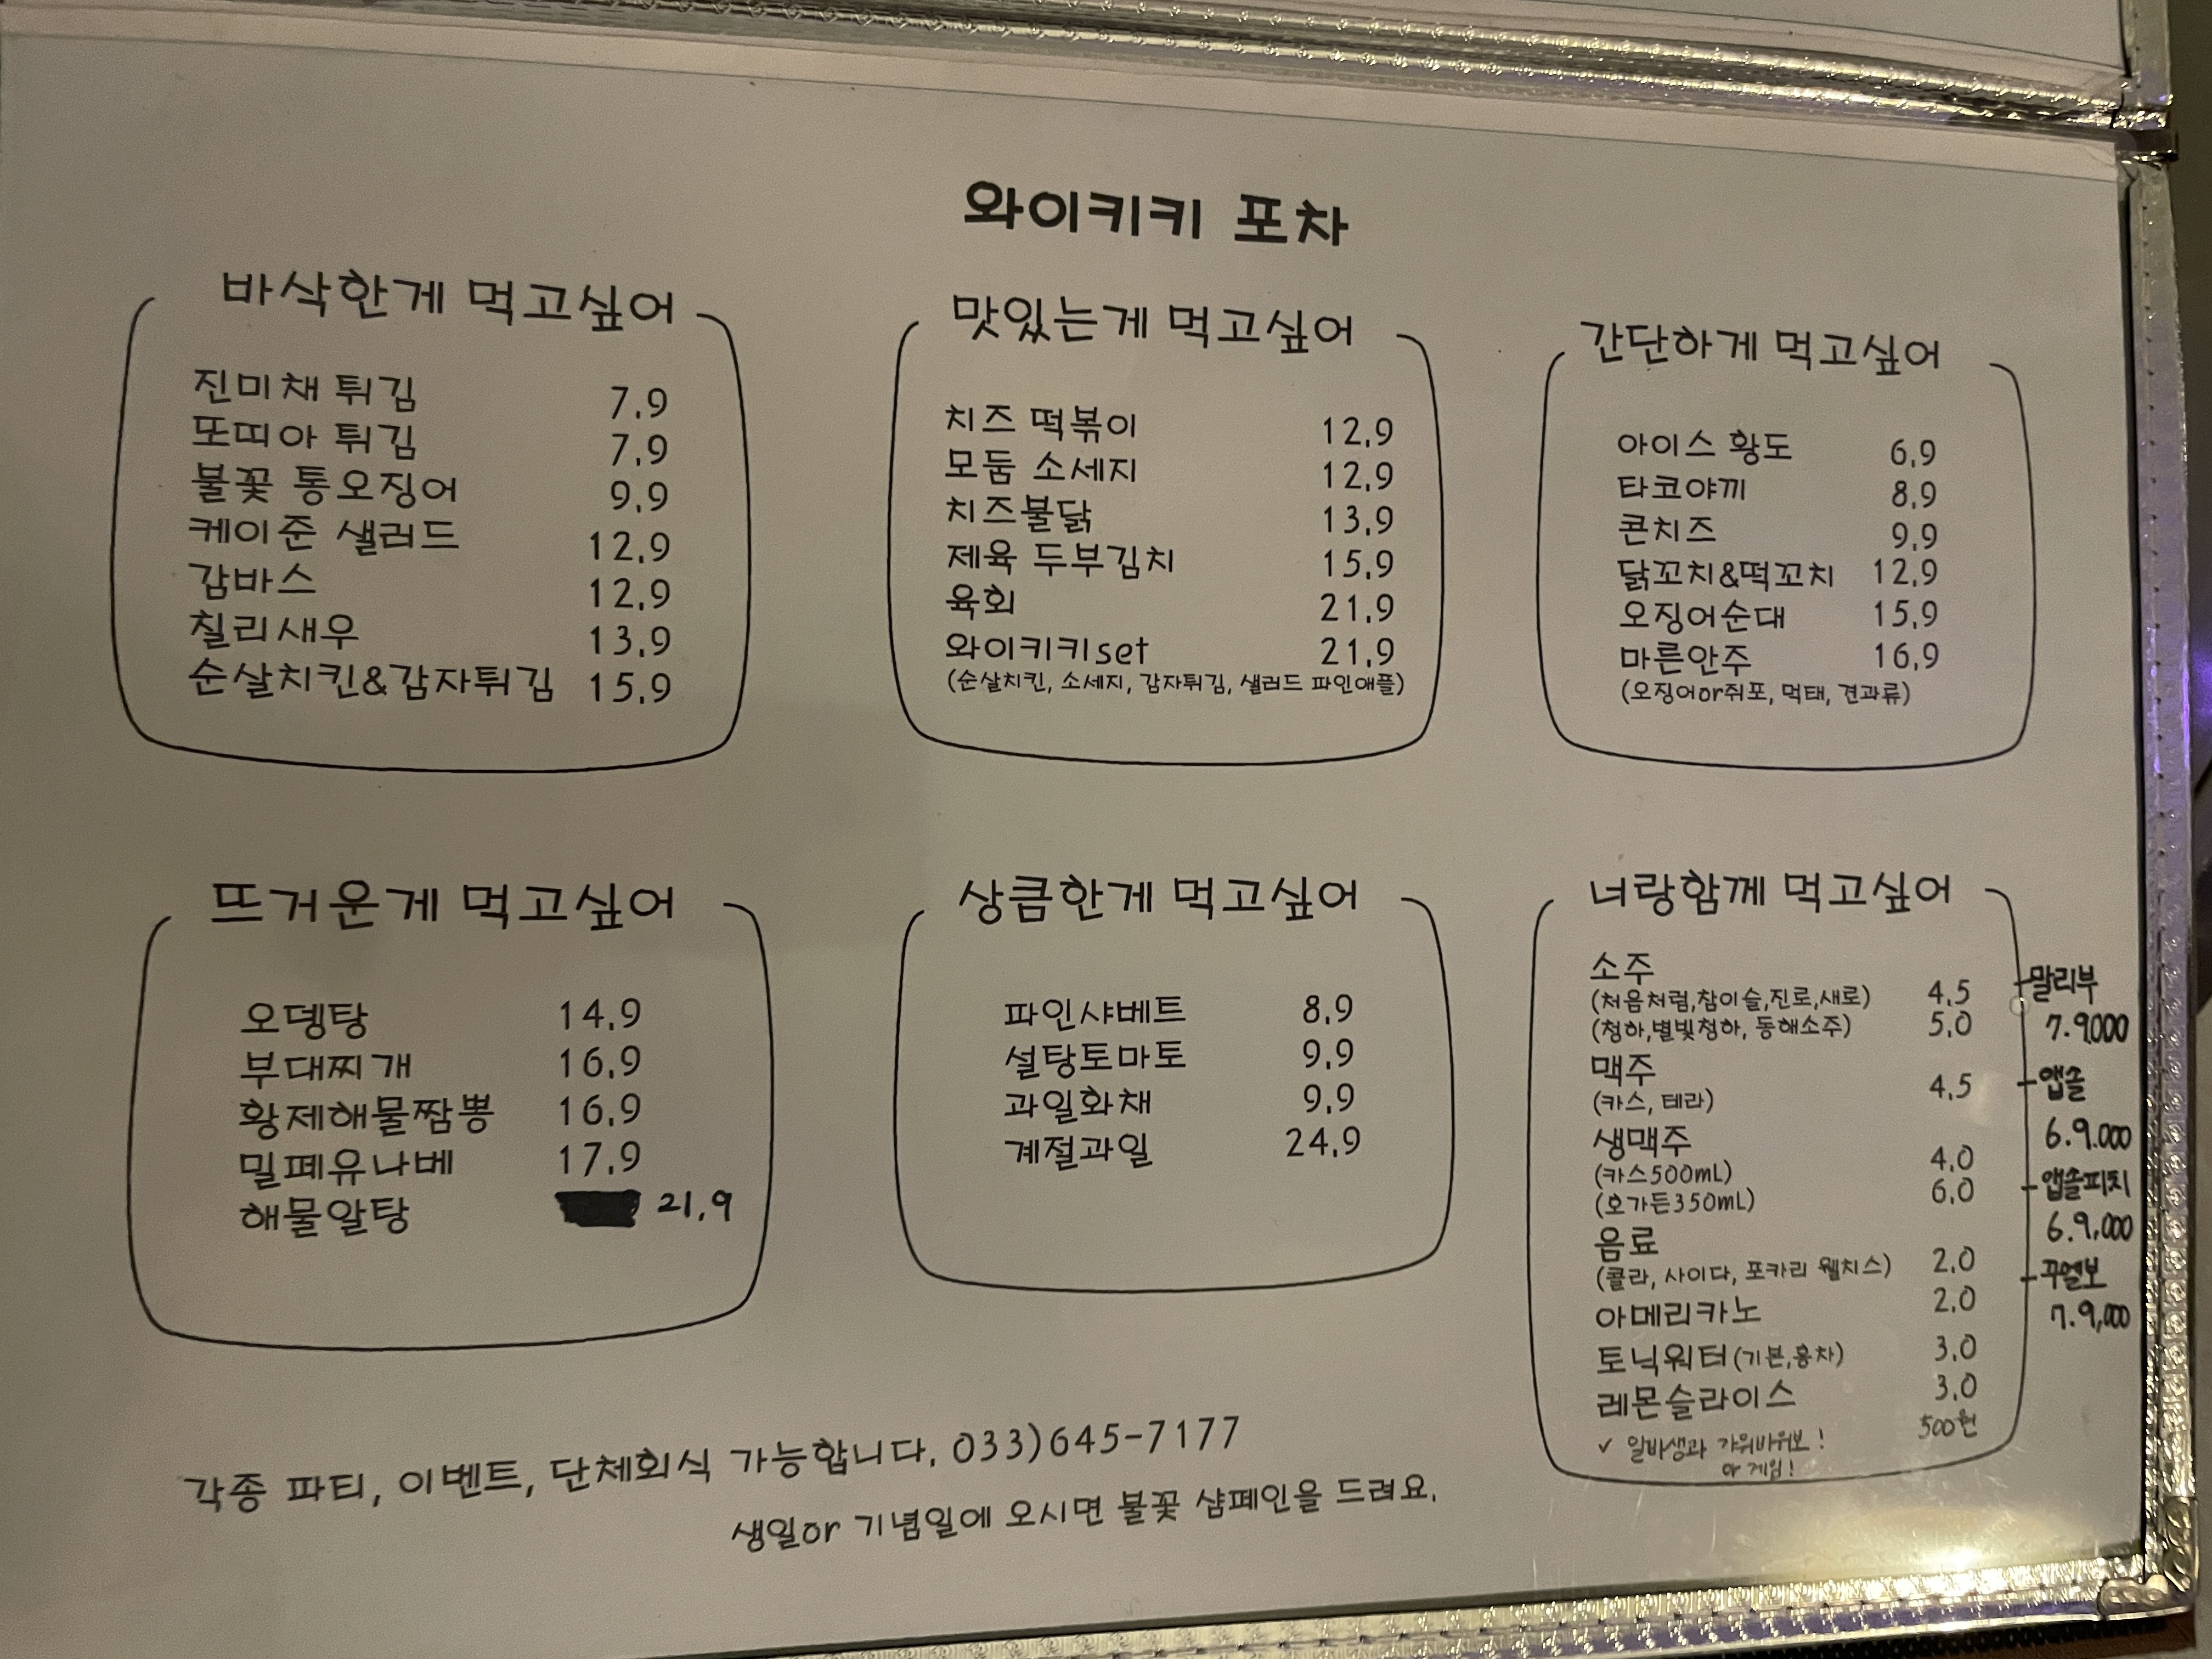 와이키키 포차
바삭한게 먹고싶어
진미채 튀김 7.9
또띠아 튀김 7.9
불꽃 통오징어 9.9
케이준 샐러드 12.9
감바스 12.9
칠리새우 13.9
순살치킨&감자튀김 15.9
맛있는게 먹고싶어
치즈 떡볶이 12.9
모둠 소세지 12.9
치즈불닭 13.9
제육 두부김치 15.9
육회 21.9
와이키키set 21.9
(순살치킨, 소세지, 감자튀김, 샐러드 파인애플)
간단하게 먹고싶어
아이스 황도 6.9
타코야끼 8.9
콘치즈 9.9
닭꼬치&떡꼬치 12.9
오징어순대 15.9
마른안주 16.9
(오징어or쥐포, 먹태, 견과류)
뜨거운게 먹고싶어
오뎅탕 14.9
부대찌개 16.9
황제해물짬뽕 16.9
밀폐유나베 17.9
해물알탕 21.9
상큼한게 먹고싶어
파인샤베트 8.9
설탕토마토 9.9
과일화채 9.9
계절과일 24.9
너랑함께 먹고싶어
소주
(처음처럼,참이슬,진로,새로) 4.5
(청하,별빛청하, 동해소주) 5.0
맥주 4.5
(카스, 테라)
생맥주
(카스500mL) 4.0
(호가든350mL) 6.0
음료
(콜라, 사이다, 포카리 웰치스) 2.0
아메리카노 2.0
토닉워터(기본,홍차) 3.0
레몬슬라이스 3.0
✓ 알바생과 가위바위보! 500원
or 게임!
말리부
7.9000
앱솔
6.9.000
앱솔피치
6.9,000
꾸엘보
7.9,000
각종 파티, 이벤트, 단체회식 가능합니다. 033)645-7177
생일or 기념일에 오시면 불꽃 샴페인을 드려요.